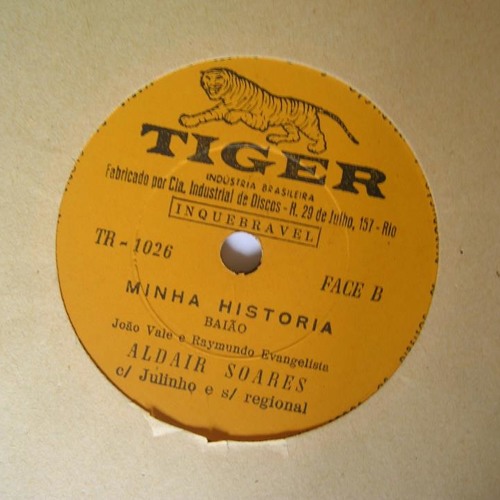 TIGER
INDÚSTRIA BRASILEIRA
Fabricado por Cia. Industrial de Discos - R. 29 de Julho, 157 - Rio
INQUEBRAVEL
TR - 1026
FACE B
MINHA HISTORIA
BAIÃO
João Vale e Raymundo Evangelista
ALDAIR SOARES
c/ Julinho e s/ regional